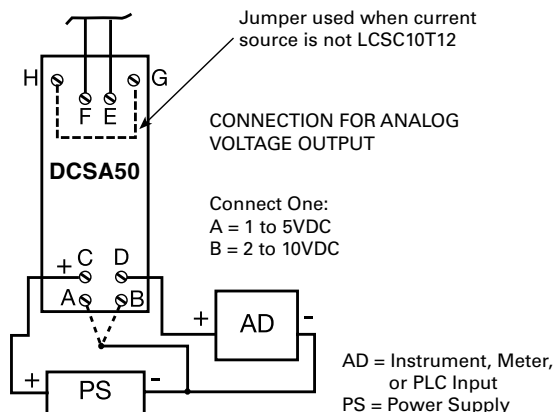 Jumper used when current
source is not LCSC10T12
H
G
F E
CONNECTION FOR ANALOG
VOLTAGE OUTPUT
DCSA50
Connect One:
A = 1 to 5VDC
B = 2 to 10VDC
+ C D
A B
+ AD -
+ PS -
AD = Instrument, Meter,
or PLC Input
PS = Power Supply